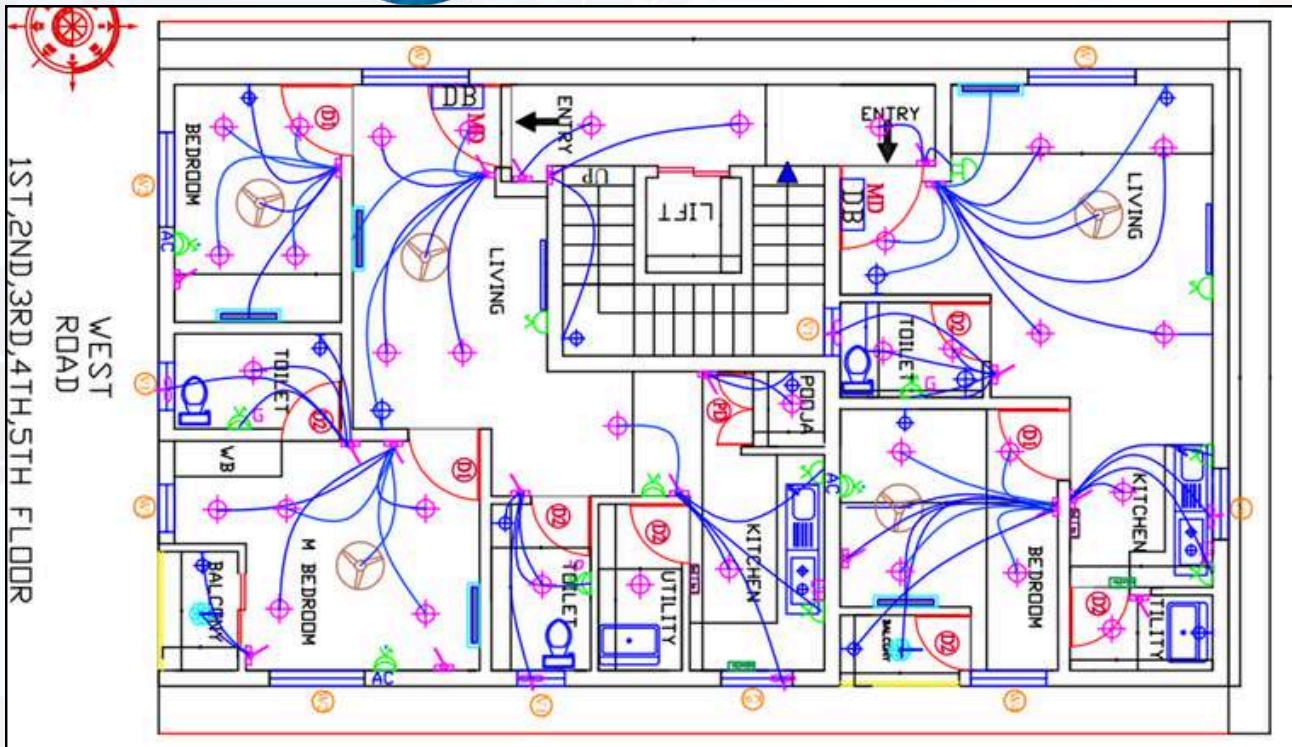 1ST,2ND,3RD,4TH,5TH FLOOR
WEST
ROAD
BEDROOM
D1
AC
TOILET
D2
G
WB
M BEDROOM
D1
AC
BALCONY
DB
MD
ENTRY
LIVING
UP
LIFT
ENTRY
MD
DB
LIVING
TOILET
D2
G
POOJA
PD
KITCHEN
AC
UTILITY
D2
TOILET
D2
G
BEDROOM
D1
BALCONY
D2
KITCHEN
TILITY
D2
V1